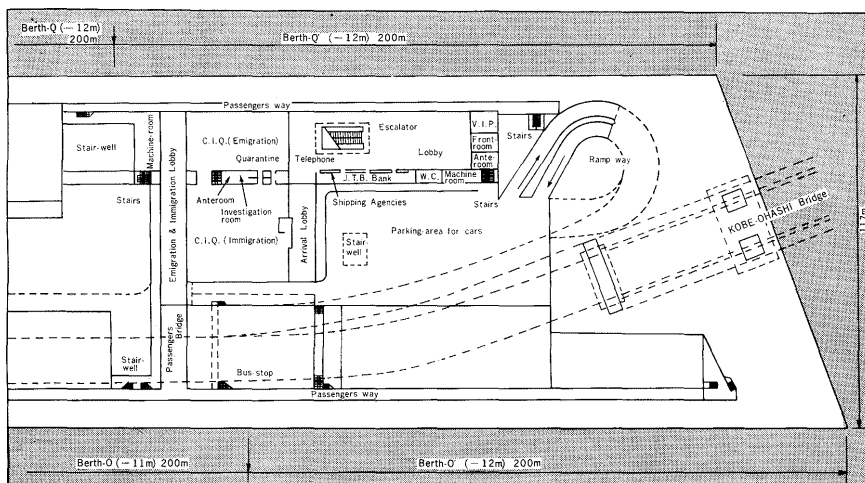 Berth-Q (−12m)
200m
Berth-Q' (−12m) 200m
Passengers way
Stair-well
Machine-room
Emigration & Immigration Lobby
C.I.Q. (Emigration)
Quarantine
Telephone
Escalator
Lobby
V.I.P.
Front-room
Ante-room
Stairs
Ramp way
Stairs
Anteroom
Investigation room
J.T.B. Bank
W.C.
Machine room
Shipping Agencies
Stairs
C.I.Q. (Immigration)
Arrival Lobby
Stair-well
Parking-area for cars
KOBE-OHASHI Bridge
Passengers Bridge
Stair-well
Bus-stop
Passengers way
Berth-O (−11m) 200m
Berth-O' (−12m) 200m